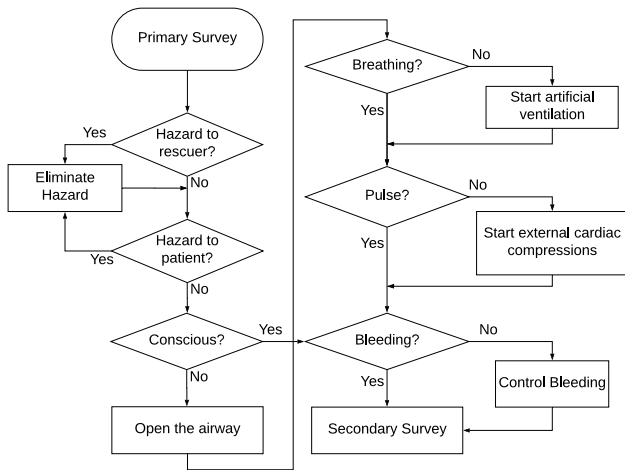 Primary Survey
Yes
Hazard to
rescuer?
Eliminate
Hazard
No
Yes
Hazard to
patient?
No
Conscious?
Yes
No
Open the airway
Breathing?
No
Yes
Start artificial
ventilation
Pulse?
No
Yes
Start external cardiac
compressions
Bleeding?
No
Yes
Control Bleeding
Secondary Survey